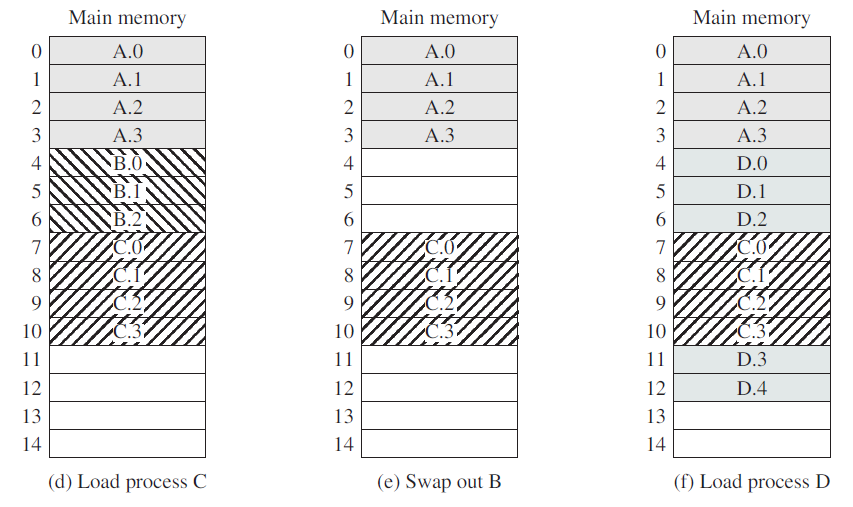 Main memory
0 A.0
1 A.1
2 A.2
3 A.3
4 B.0
5 B.1
6 B.2
7 C.0
8 C.1
9 C.2
10 C.3
11
12
13
14
(d) Load process C
Main memory
0 A.0
1 A.1
2 A.2
3 A.3
4
5
6
7 C.0
8 C.1
9 C.2
10 C.3
11
12
13
14
(e) Swap out B
Main memory
0 A.0
1 A.1
2 A.2
3 A.3
4 D.0
5 D.1
6 D.2
7 C.0
8 C.1
9 C.2
10 C.3
11 D.3
12 D.4
13
14
(f) Load process D